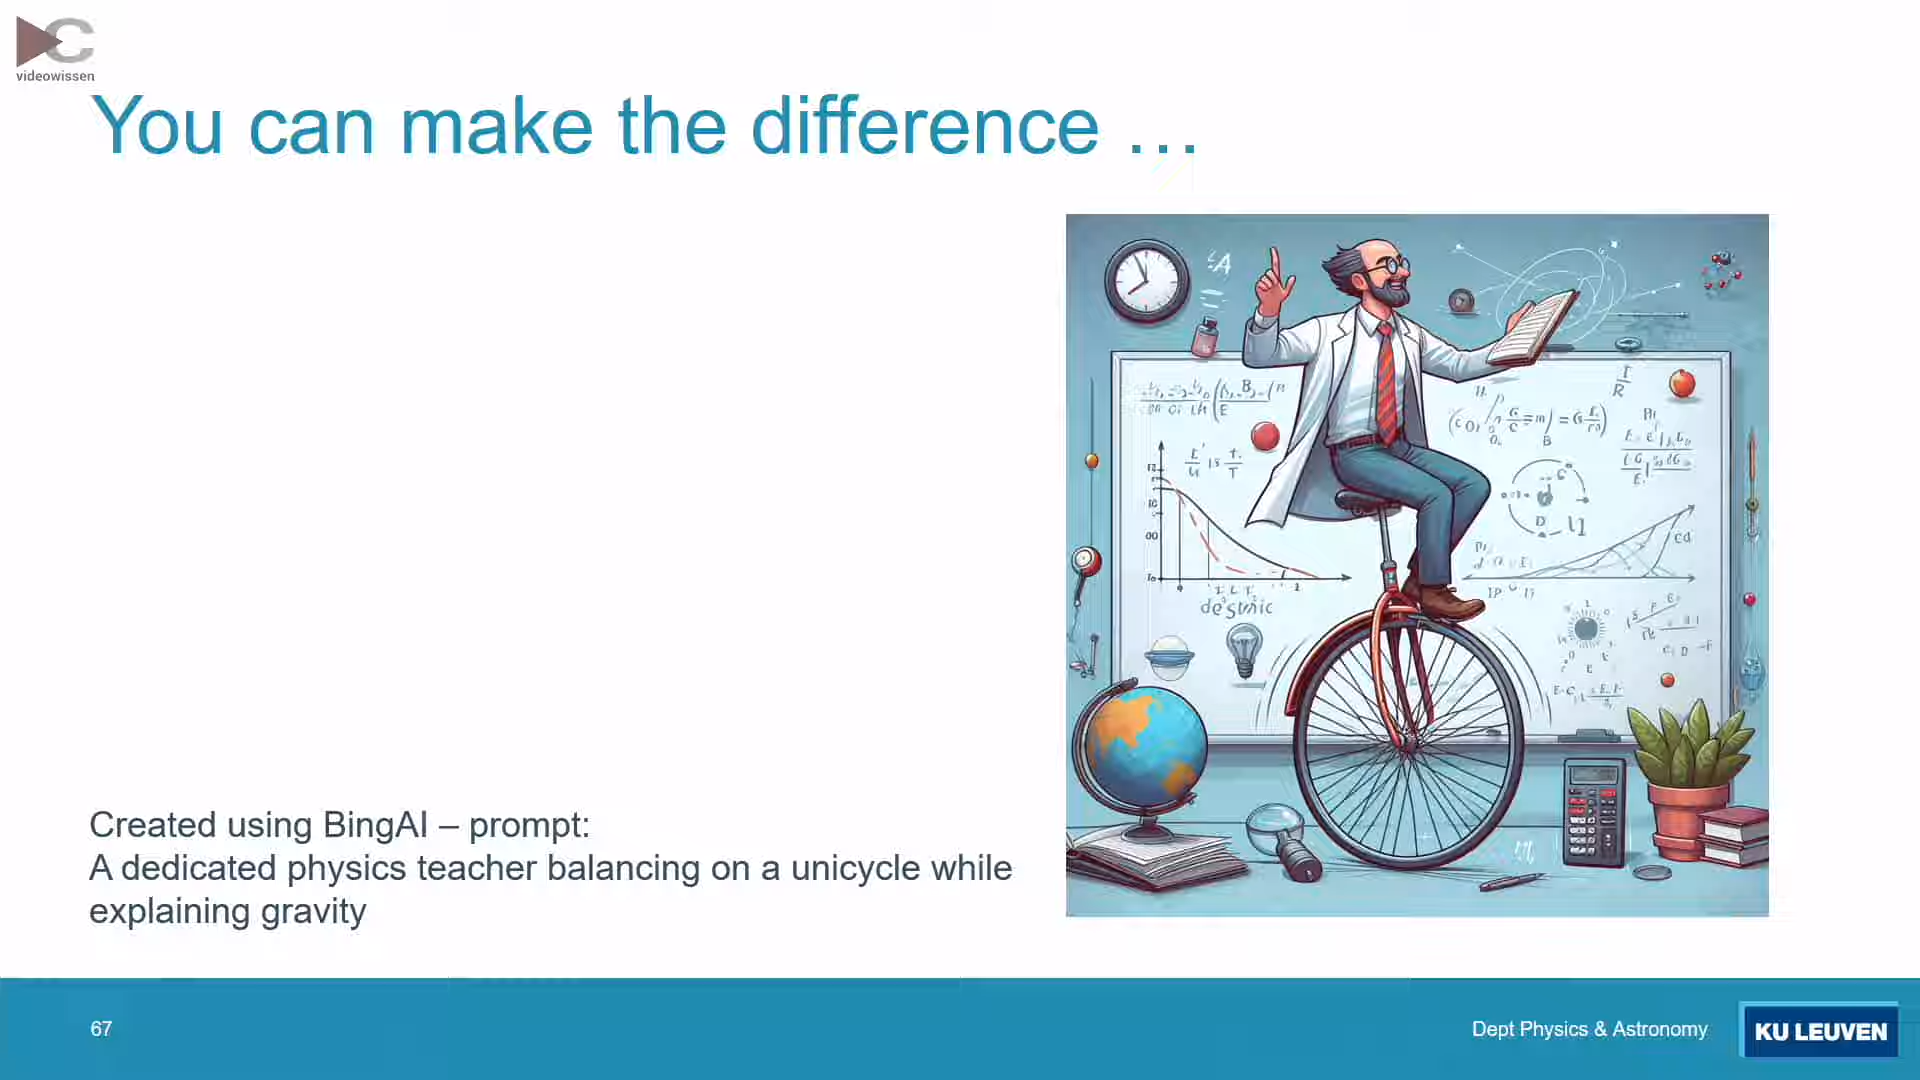 videowissen
You can make the difference …
Created using BingAI – prompt:
A dedicated physics teacher balancing on a unicycle while
explaining gravity
67
Dept Physics & Astronomy
KU LEUVEN